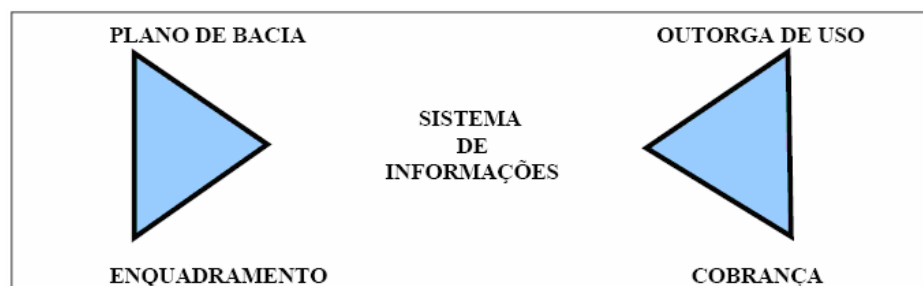 PLANO DE BACIA
OUTORGA DE USO
SISTEMA
DE
INFORMAÇÕES
ENQUADRAMENTO
COBRANÇA